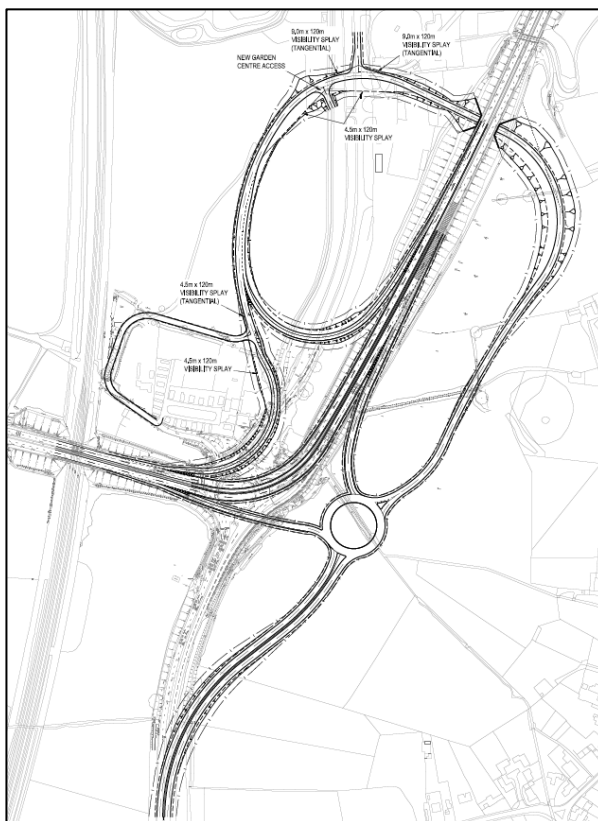 6.0m x 120m
VISIBILITY SPLAY
(TANGENTIAL)
9.0m x 120m
VISIBILITY SPLAY
(TANGENTIAL)
NEW GARDEN
CENTRE ACCESS
4.5m x 120m
VISIBILITY SPLAY
4.5m x 120m
VISIBILITY SPLAY
(TANGENTIAL)
4.5m x 120m
VISIBILITY SPLAY